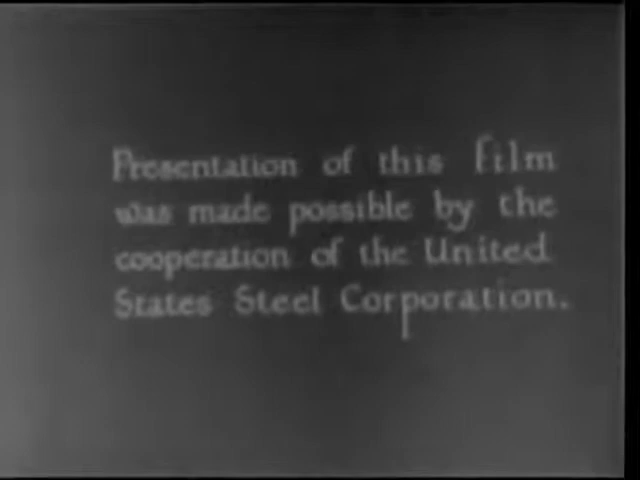 Presentation of this film
was made possible by the
cooperation of the United
States Steel Corporation.